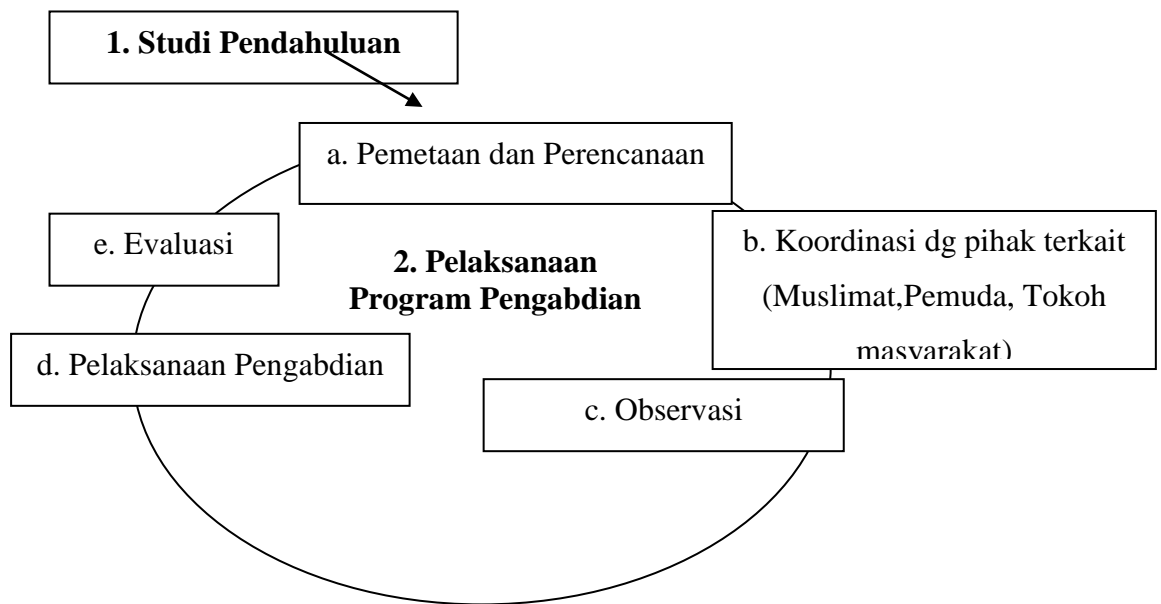 1. Studi Pendahuluan
a. Pemetaan dan Perencanaan
b. Koordinasi dg pihak terkait
(Muslimat,Pemuda, Tokoh
masyarakat)
e. Evaluasi
2. Pelaksanaan
Program Pengabdian
d. Pelaksanaan Pengabdian
c. Observasi